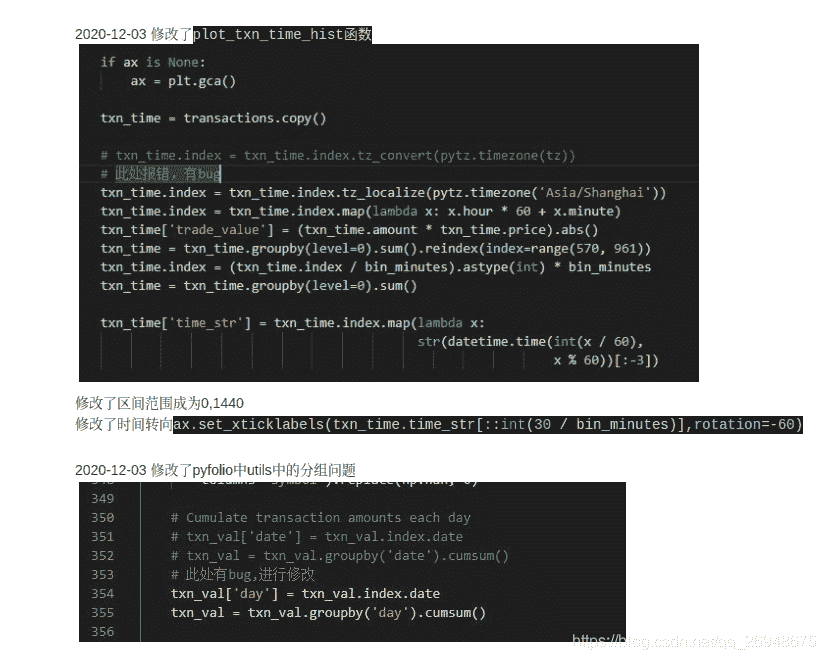 2020-12-03 修改了plot_txn_time_hist函数
if ax is None:
ax = plt.gca()
txn_time = transactions.copy()
# txn_time.index = txn_time.index.tz_convert(pytz.timezone(tz))
# 此处报错，有bug
txn_time.index = txn_time.index.tz_localize(pytz.timezone('Asia/Shanghai'))
txn_time.index = txn_time.index.map(lambda x: x.hour * 60 + x.minute)
txn_time['trade_value'] = (txn_time.amount * txn_time.price).abs()
txn_time = txn_time.groupby(level=0).sum().reindex(index=range(570, 961))
txn_time.index = (txn_time.index / bin_minutes).astype(int) * bin_minutes
txn_time = txn_time.groupby(level=0).sum()
txn_time['time_str'] = txn_time.index.map(lambda x:
str(datetime.time(int(x / 60),
x % 60))[:-3])
修改了区间范围成为0,1440
修改了时间转向ax.set_xticklabels(txn_time.time_str[::int(30 / bin_minutes)],rotation=-60)
2020-12-03 修改了pyfolio中utils中的分组问题
349
350 # Cumulate transaction amounts each day
351 # txn_val['date'] = txn_val.index.date
352 # txn_val = txn_val.groupby('date').cumsum()
353 # 此处有bug,进行修改
354 txn_val['day'] = txn_val.index.date
355 txn_val = txn_val.groupby('day').cumsum()
356